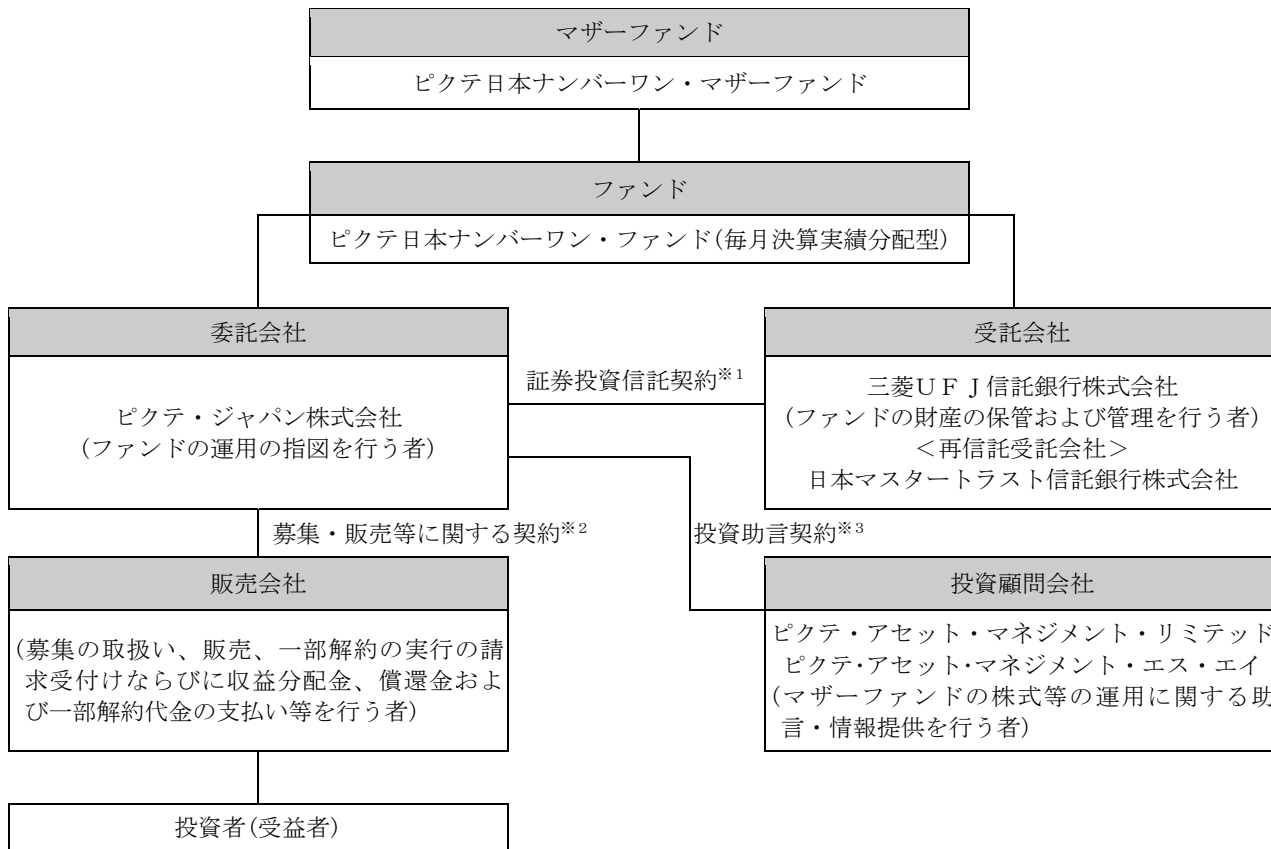 マザーファンド
ピクテ日本ナンバーワン・マザーファンド
ファンド
ピクテ日本ナンバーワン・ファンド(毎月決算実績分配型)
委託会社
ピクテ・ジャパン株式会社
(ファンドの運用の指図を行う者)
証券投資信託契約※1
受託会社
三菱UFJ信託銀行株式会社
(ファンドの財産の保管および管理を行う者)
<再信託受託会社>
日本マスタートラスト信託銀行株式会社
募集・販売等に関する契約※2
投資助言契約※3
販売会社
(募集の取扱い、販売、一部解約の実行の請
求受付けならびに収益分配金、償還金およ
び一部解約代金の支払い等を行う者)
投資顧問会社
ピクテ・アセット・マネジメント・リミテッド
ピクテ・アセット・マネジメント・エス・エイ
(マザーファンドの株式等の運用に関する助
言・情報提供を行う者)
投資者(受益者)